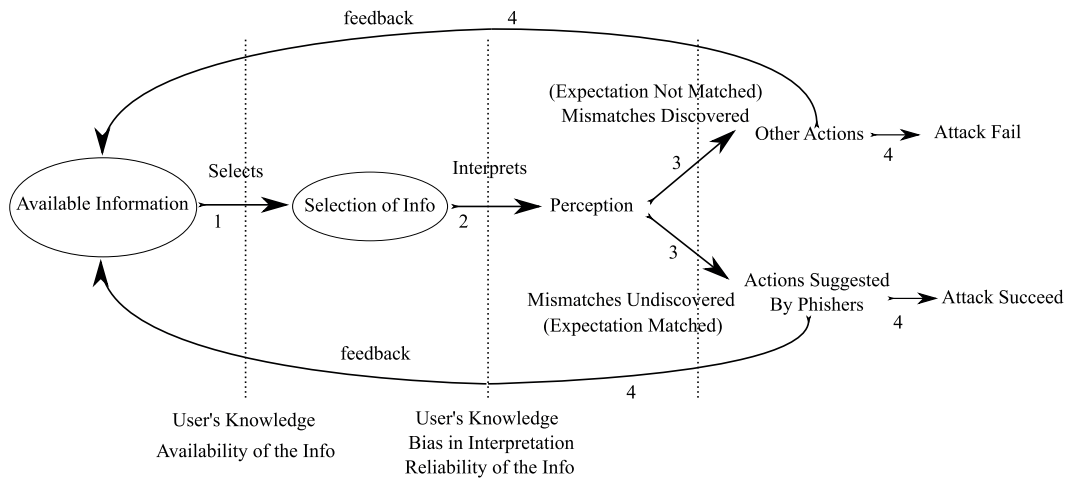 feedback
4
(Expectation Not Matched)
Mismatches Discovered
Other Actions
4
Attack Fail
Selects
Interprets
3
Available Information
1
Selection of Info
2
Perception
3
Actions Suggested
By Phishers
4
Attack Succeed
Mismatches Undiscovered
(Expectation Matched)
feedback
4
User's Knowledge
Availability of the Info
User's Knowledge
Bias in Interpretation
Reliability of the Info